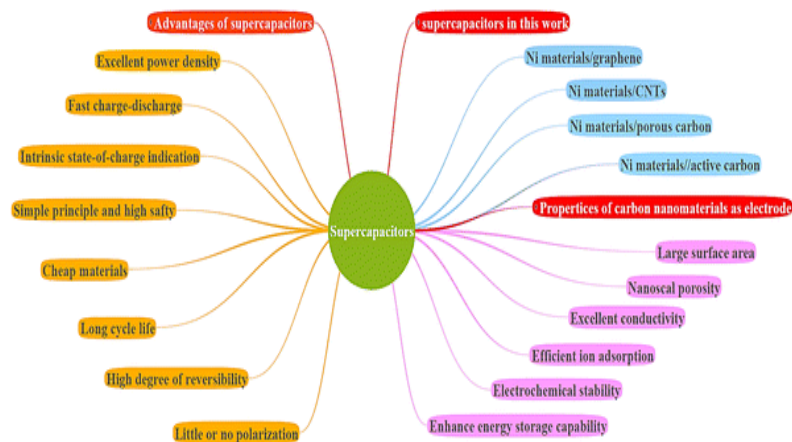 Advantages of supercapacitors
Excellent power density
Fast charge-discharge
Intrinsic state-of-charge indication
Simple principle and high safty
Cheap materials
Long cycle life
High degree of reversibility
Little or no polarization
Supercapacitors
supercapacitors in this work
Ni materials/graphene
Ni materials/CNTs
Ni materials/porous carbon
Ni materials//active carbon
Propertices of carbon nanomaterials as electrode
Large surface area
Nanoscal porosity
Excellent conductivity
Efficient ion adsorption
Electrochemical stability
Enhance energy storage capability